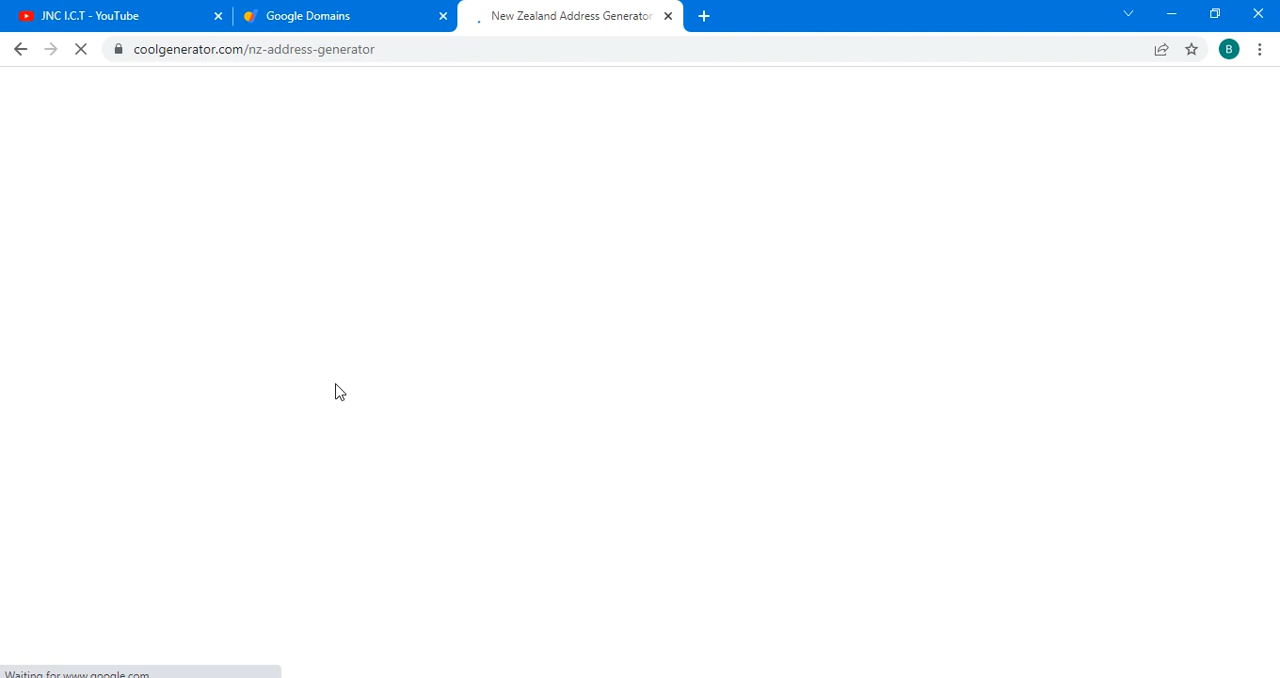 JNC I.C.T - YouTube
Google Domains
New Zealand Address Generator
coolgenerator.com/nz-address-generator
B
Waiting for www.google.com